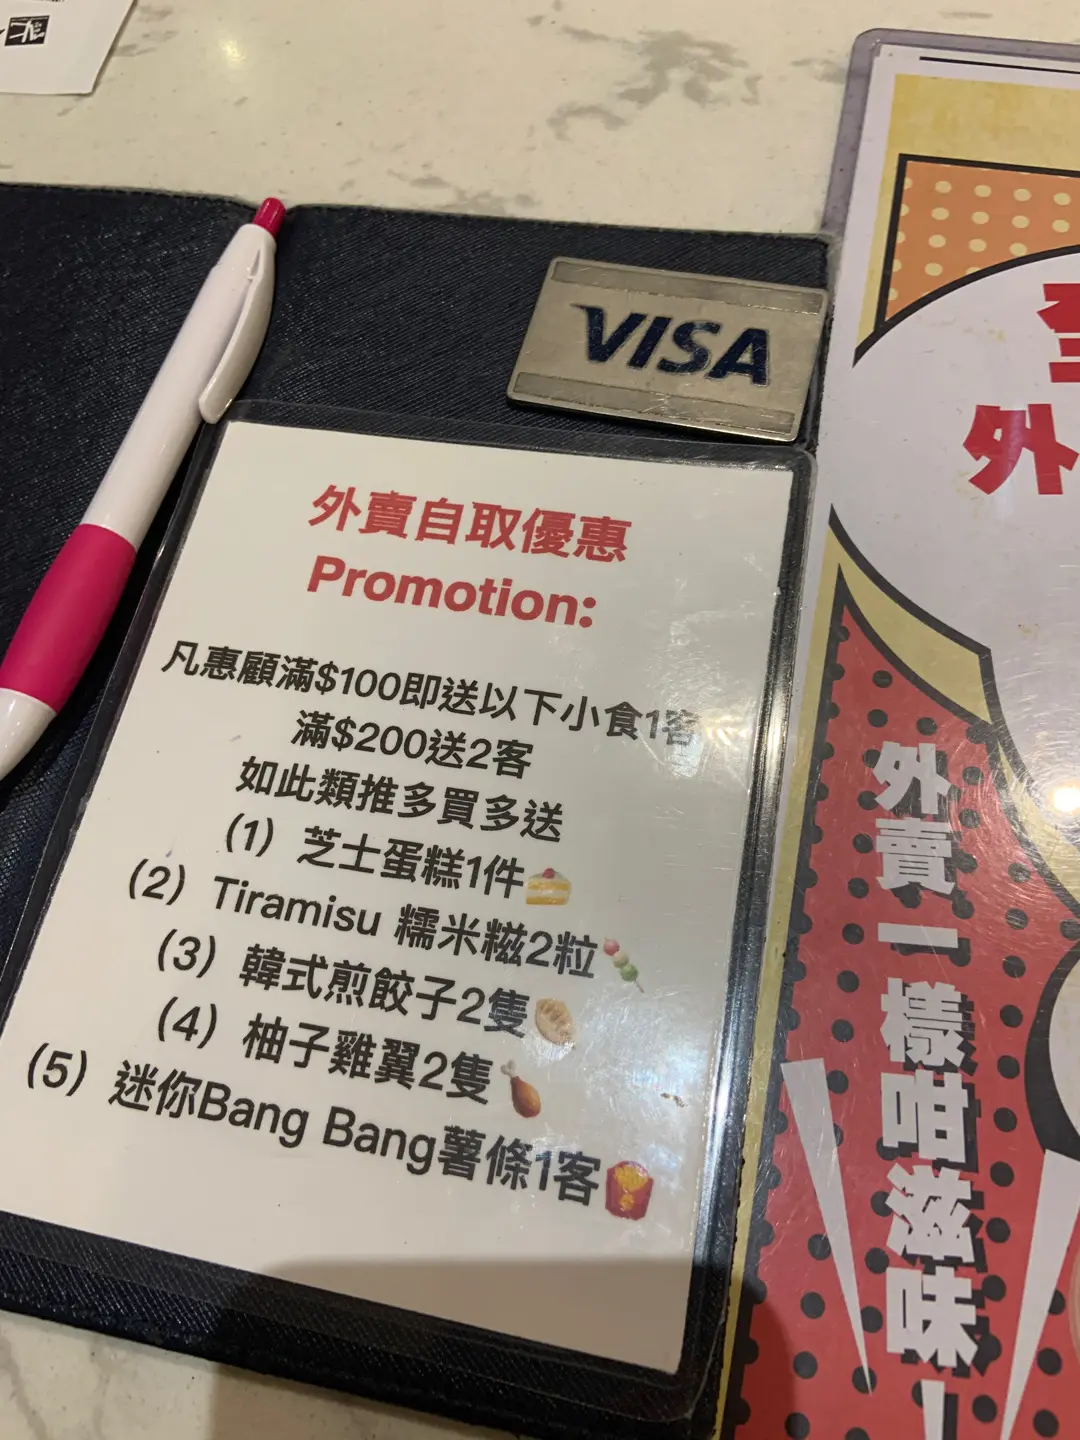 VISA
外賣自取優惠
Promotion:
凡惠顧滿$100即送以下小食1客
滿$200送2客
如此類推多買多送
(1) 芝士蛋糕1件
(2) Tiramisu 糯米糍2粒
(3) 韓式煎餃子2隻
(4) 柚子雞翼2隻
(5) 迷你Bang Bang薯條1客
外
外賣一樣咁滋味!